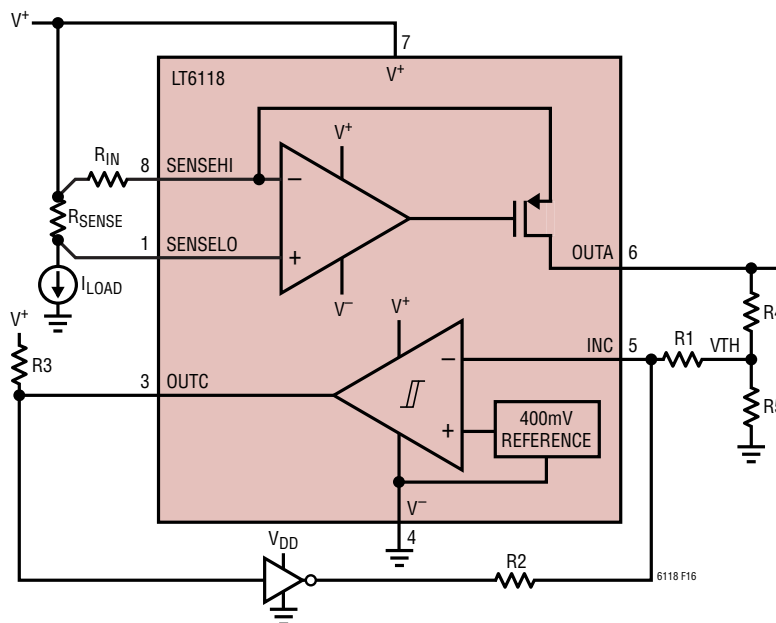 V+
7
V+
LT6118
V+
RIN
8
SENSEHI
−
RSENSE
1
SENSELO
+
V−
OUTA
6
ILOAD
V+
V+
R3
INC
5
R1
VTH
−
3
OUTC
400mV
REFERENCE
+
V−
4
VDD
R2
6118 F16